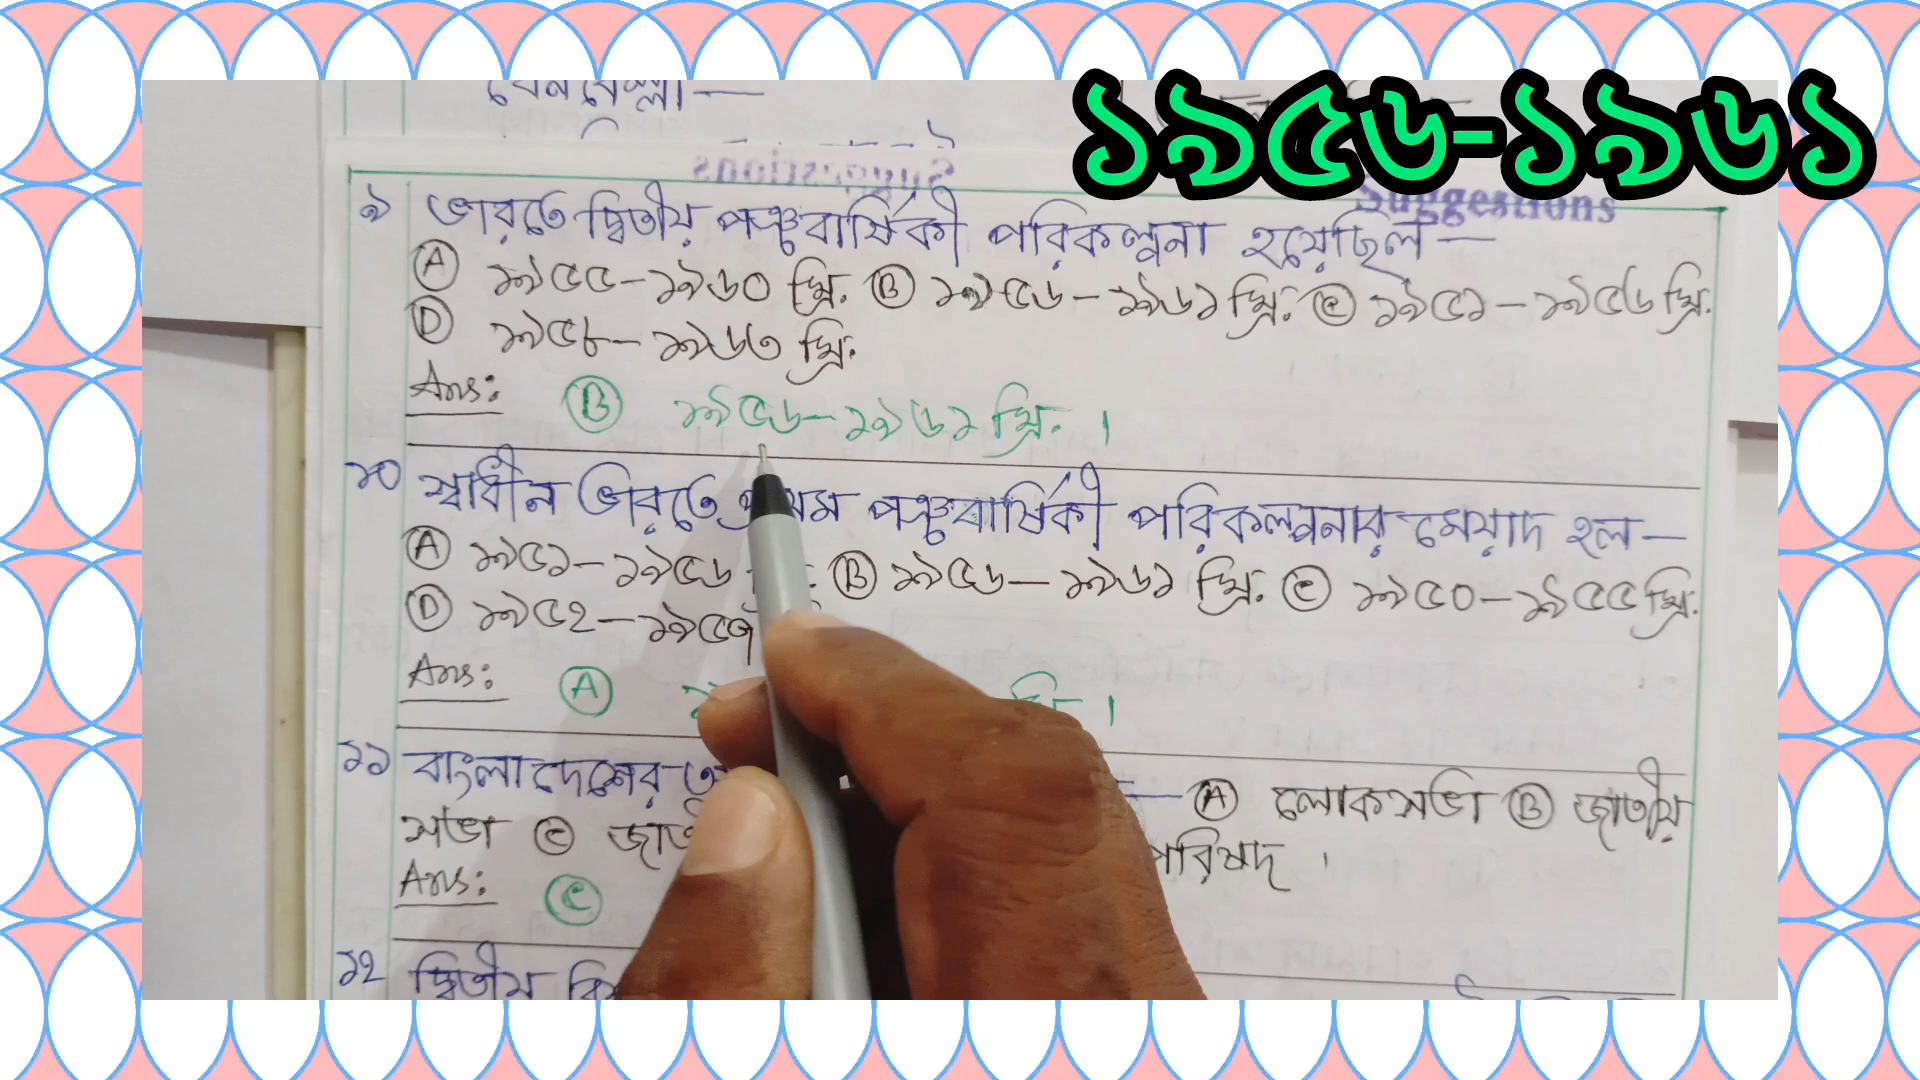 ১৯৫৬-১৯৬১
Suggestions
৯ ভারতে দ্বিতীয় পঞ্চবার্ষিকী পরিকল্পনা হয়েছিল —
Ⓐ ১৯৫৫-১৯৬০ খ্রি. Ⓑ ১৯৫৬-১৯৬১ খ্রি: Ⓒ ১৯৫১-১৯৫৬ খ্রি.
Ⓓ ১৯৫৮-১৯৬৩ খ্রি.
Ans: Ⓑ ১৯৫৬-১৯৬১ খ্রি. ।
১০ স্বাধীন ভারতে প্রথম পঞ্চবার্ষিকী পরিকল্পনার মেয়াদ হল —
Ⓐ ১৯৫১-১৯৫৬ Ⓑ ১৯৫৬-১৯৬১ খ্রি. Ⓒ ১৯৫০-১৯৫৫ খ্রি.
Ⓓ ১৯৫২-১৯৫৭
Ans: Ⓐ খ্রি. ।
১১ বাংলাদেশের — Ⓐ লোকসভা Ⓑ জাতীয়
সভা Ⓒ পরিষদ ।
Ans: Ⓒ
১২ দ্বিতীয়